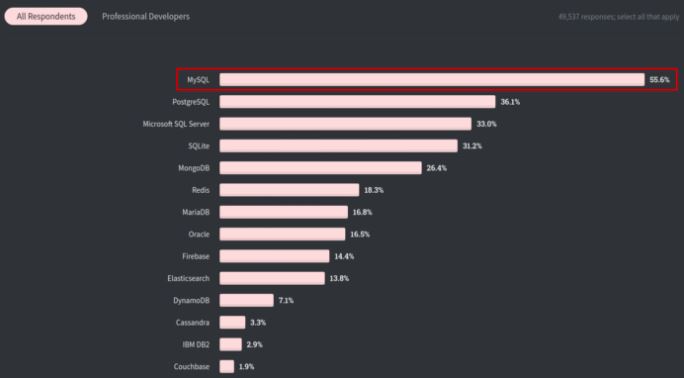 All Respondents Professional Developers 49,537 responses; select all that apply
MySQL 55.6%
PostgreSQL 36.1%
Microsoft SQL Server 33.0%
SQLite 31.2%
MongoDB 26.4%
Redis 18.3%
MariaDB 16.8%
Oracle 16.5%
Firebase 14.4%
Elasticsearch 13.8%
DynamoDB 7.1%
Cassandra 3.3%
IBM DB2 2.9%
Couchbase 1.9%